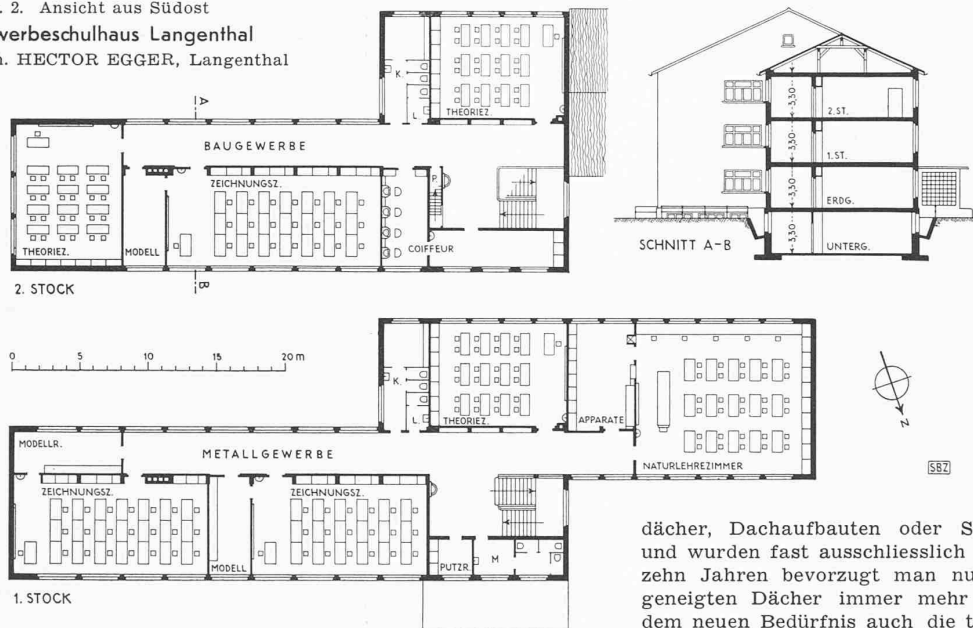 . 2. Ansicht aus Südost
werbeschulhaus Langenthal
h. HECTOR EGGER, Langenthal
A
K.
L.
THEORIEZ.
BAUGEWERBE
ZEICHNUNGSZ.
P.
THEORIEZ.
MODELL
COIFFEUR
B
2. STOCK
3,30
2. ST.
3,30
1. ST.
3,30
ERDG.
3,30
UNTERG.
SCHNITT A-B
0 5 10 15 20 m
K.
L.
THEORIEZ.
APPARATE
NATURLEHREZIMMER
MODELLR.
METALLGEWERBE
ZEICHNUNGSZ.
ZEICHNUNGSZ.
MODELL
PUTZR.
M
1. STOCK
N
SBZ
dächer, Dachaufbauten oder S
und wurden fast ausschliesslich
zehn Jahren bevorzugt man nu
geneigten Dächer immer mehr
dem neuen Bedürfnis auch die t